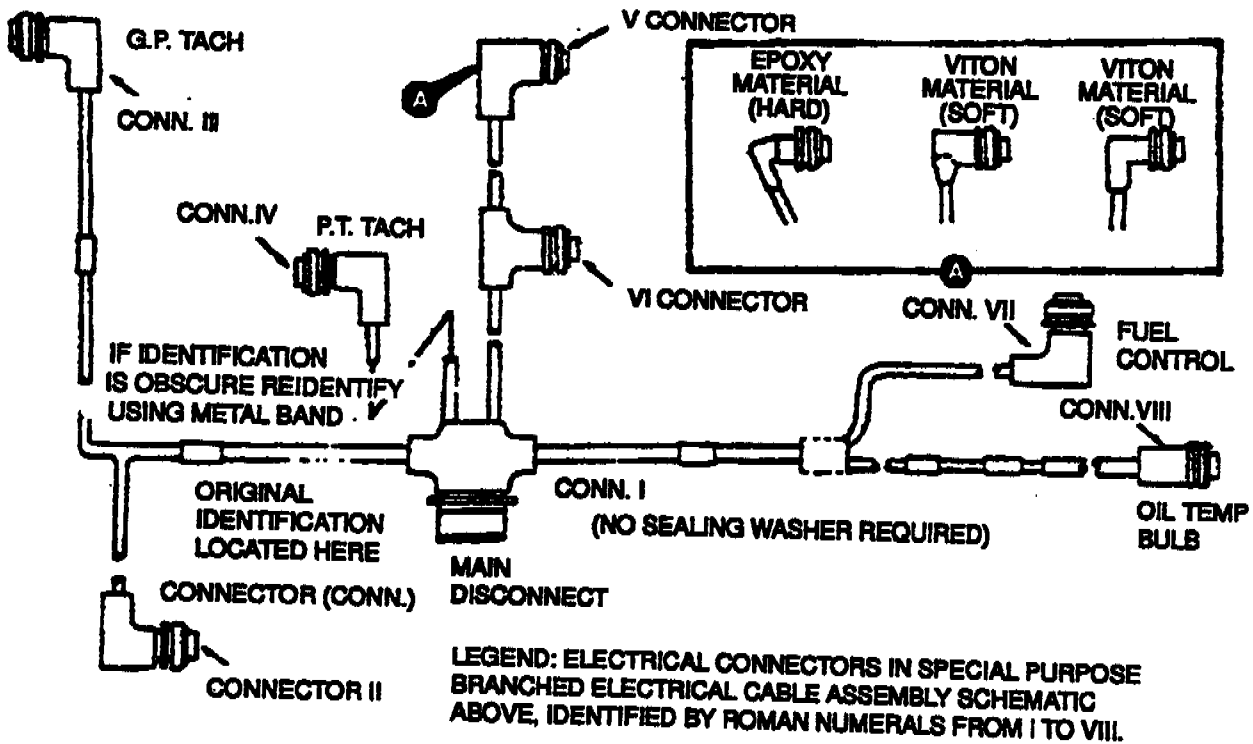 G.P. TACH
CONN. III
V CONNECTOR
A
EPOXY
MATERIAL
(HARD)
VITON
MATERIAL
(SOFT)
VITON
MATERIAL
(SOFT)
A
CONN.IV
P.T. TACH
VI CONNECTOR
CONN. VII
FUEL
CONTROL
IF IDENTIFICATION
IS OBSCURE REIDENTIFY
USING METAL BAND
CONN.VIII
OIL TEMP
BULB
ORIGINAL
IDENTIFICATION
LOCATED HERE
CONN. I
(NO SEALING WASHER REQUIRED)
MAIN
DISCONNECT
CONNECTOR (CONN.)
CONNECTOR II
LEGEND: ELECTRICAL CONNECTORS IN SPECIAL PURPOSE
BRANCHED ELECTRICAL CABLE ASSEMBLY SCHEMATIC
ABOVE, IDENTIFIED BY ROMAN NUMERALS FROM I TO VIII.